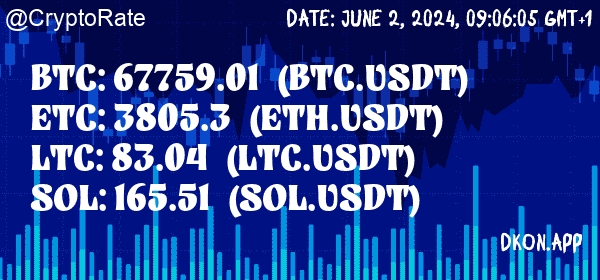 @CryptoRate
DATE: JUNE 2, 2024, 09:06:05 GMT+1
BTC: 67759.01 (BTC.USDT)
ETC: 3805.3 (ETH.USDT)
LTC: 83.04 (LTC.USDT)
SOL: 165.51 (SOL.USDT)
DKON.APP